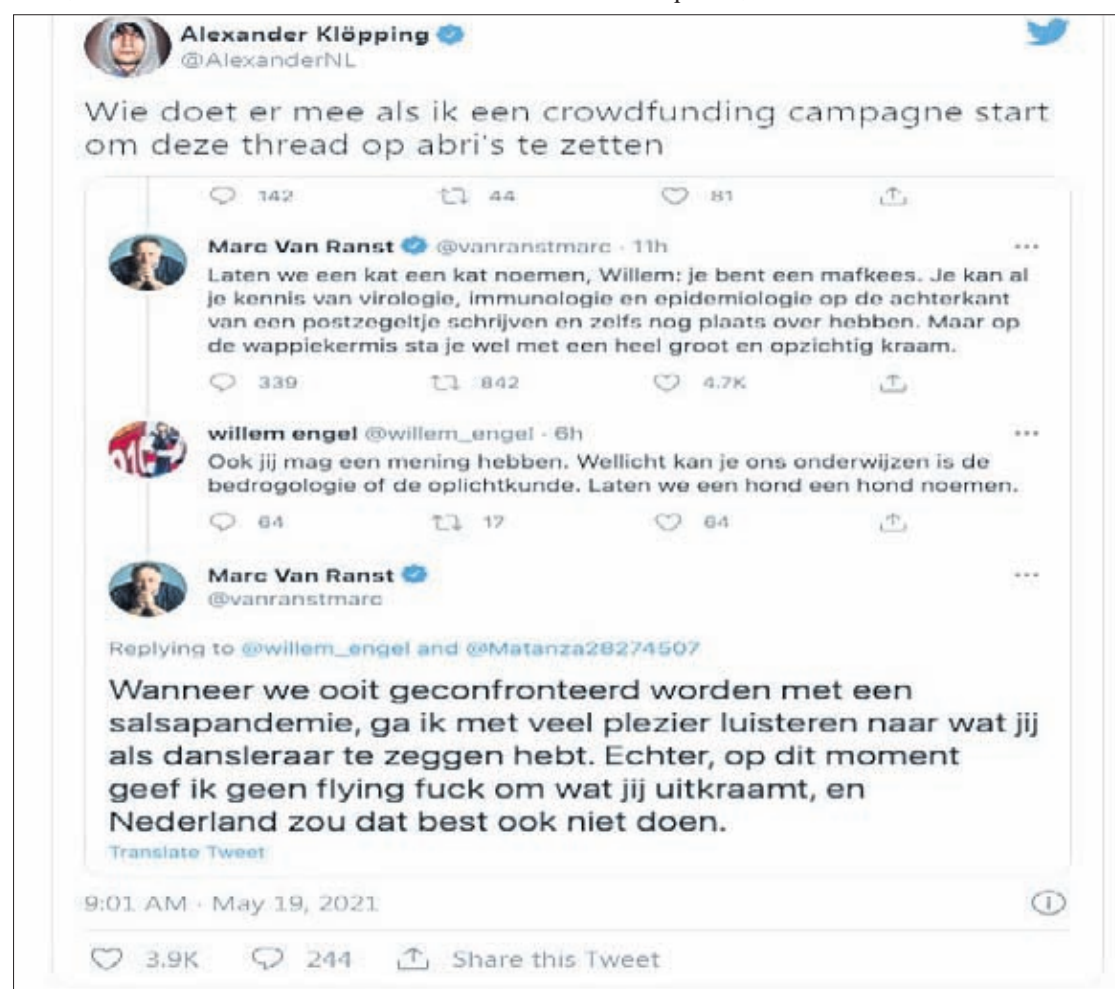 Alexander Klöpping
@AlexanderNL
Wie doet er mee als ik een crowdfunding campagne start
om deze thread op abri's te zetten
142 44 81
Marc Van Ranst @vanranstmarc · 11h
Laten we een kat een kat noemen, Willem: je bent een mafkees. Je kan al
je kennis van virologie, immunologie en epidemiologie op de achterkant
van een postzegeltje schrijven en zelfs nog plaats over hebben. Maar op
de wappiekermis sta je wel met een heel groot en opzichtig kraam.
339 842 4.7K
willem engel @willem_engel · 6h
Ook jij mag een mening hebben. Wellicht kan je ons onderwijzen is de
bedrogologie of de oplichtkunde. Laten we een hond een hond noemen.
64 17 64
Marc Van Ranst
@vanranstmarc
Replying to @willem_engel and @Matanza28274507
Wanneer we ooit geconfronteerd worden met een
salsapandemie, ga ik met veel plezier luisteren naar wat jij
als dansleraar te zeggen hebt. Echter, op dit moment
geef ik geen flying fuck om wat jij uitkraamt, en
Nederland zou dat best ook niet doen.
Translate Tweet
9:01 AM · May 19, 2021
3.9K 244 Share this Tweet